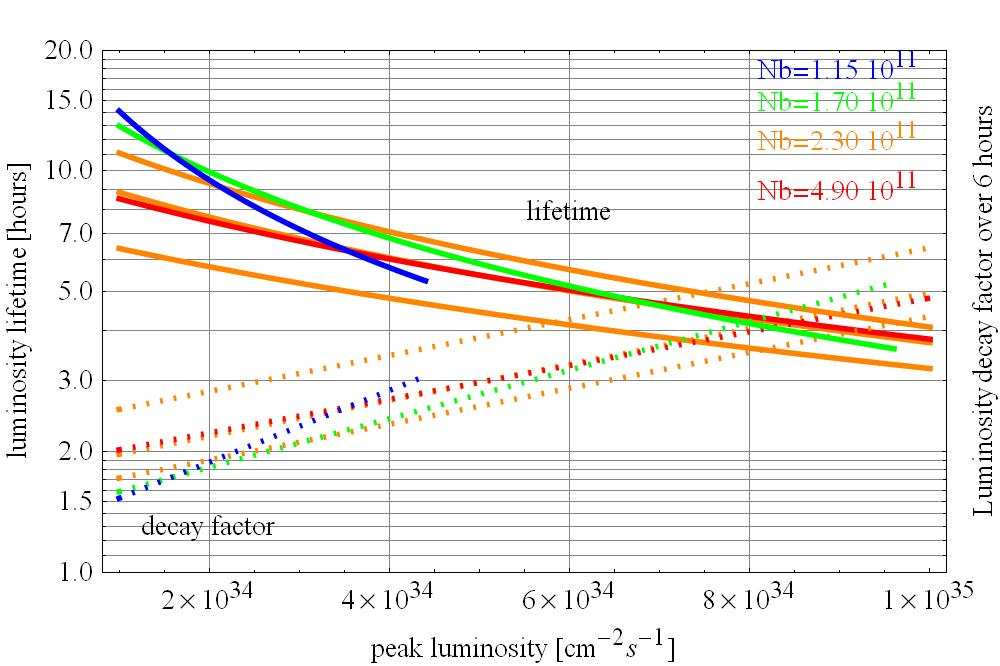 20.0
15.0
10.0
7.0
5.0
3.0
2.0
1.5
1.0
luminosity lifetime [hours]
Nb=1.15 10^11
Nb=1.70 10^11
Nb=2.30 10^11
Nb=4.90 10^11
lifetime
decay factor
Luminosity decay factor over 6 hours
2×10^34 4×10^34 6×10^34 8×10^34 1×10^35
peak luminosity [cm^−2 s^−1]